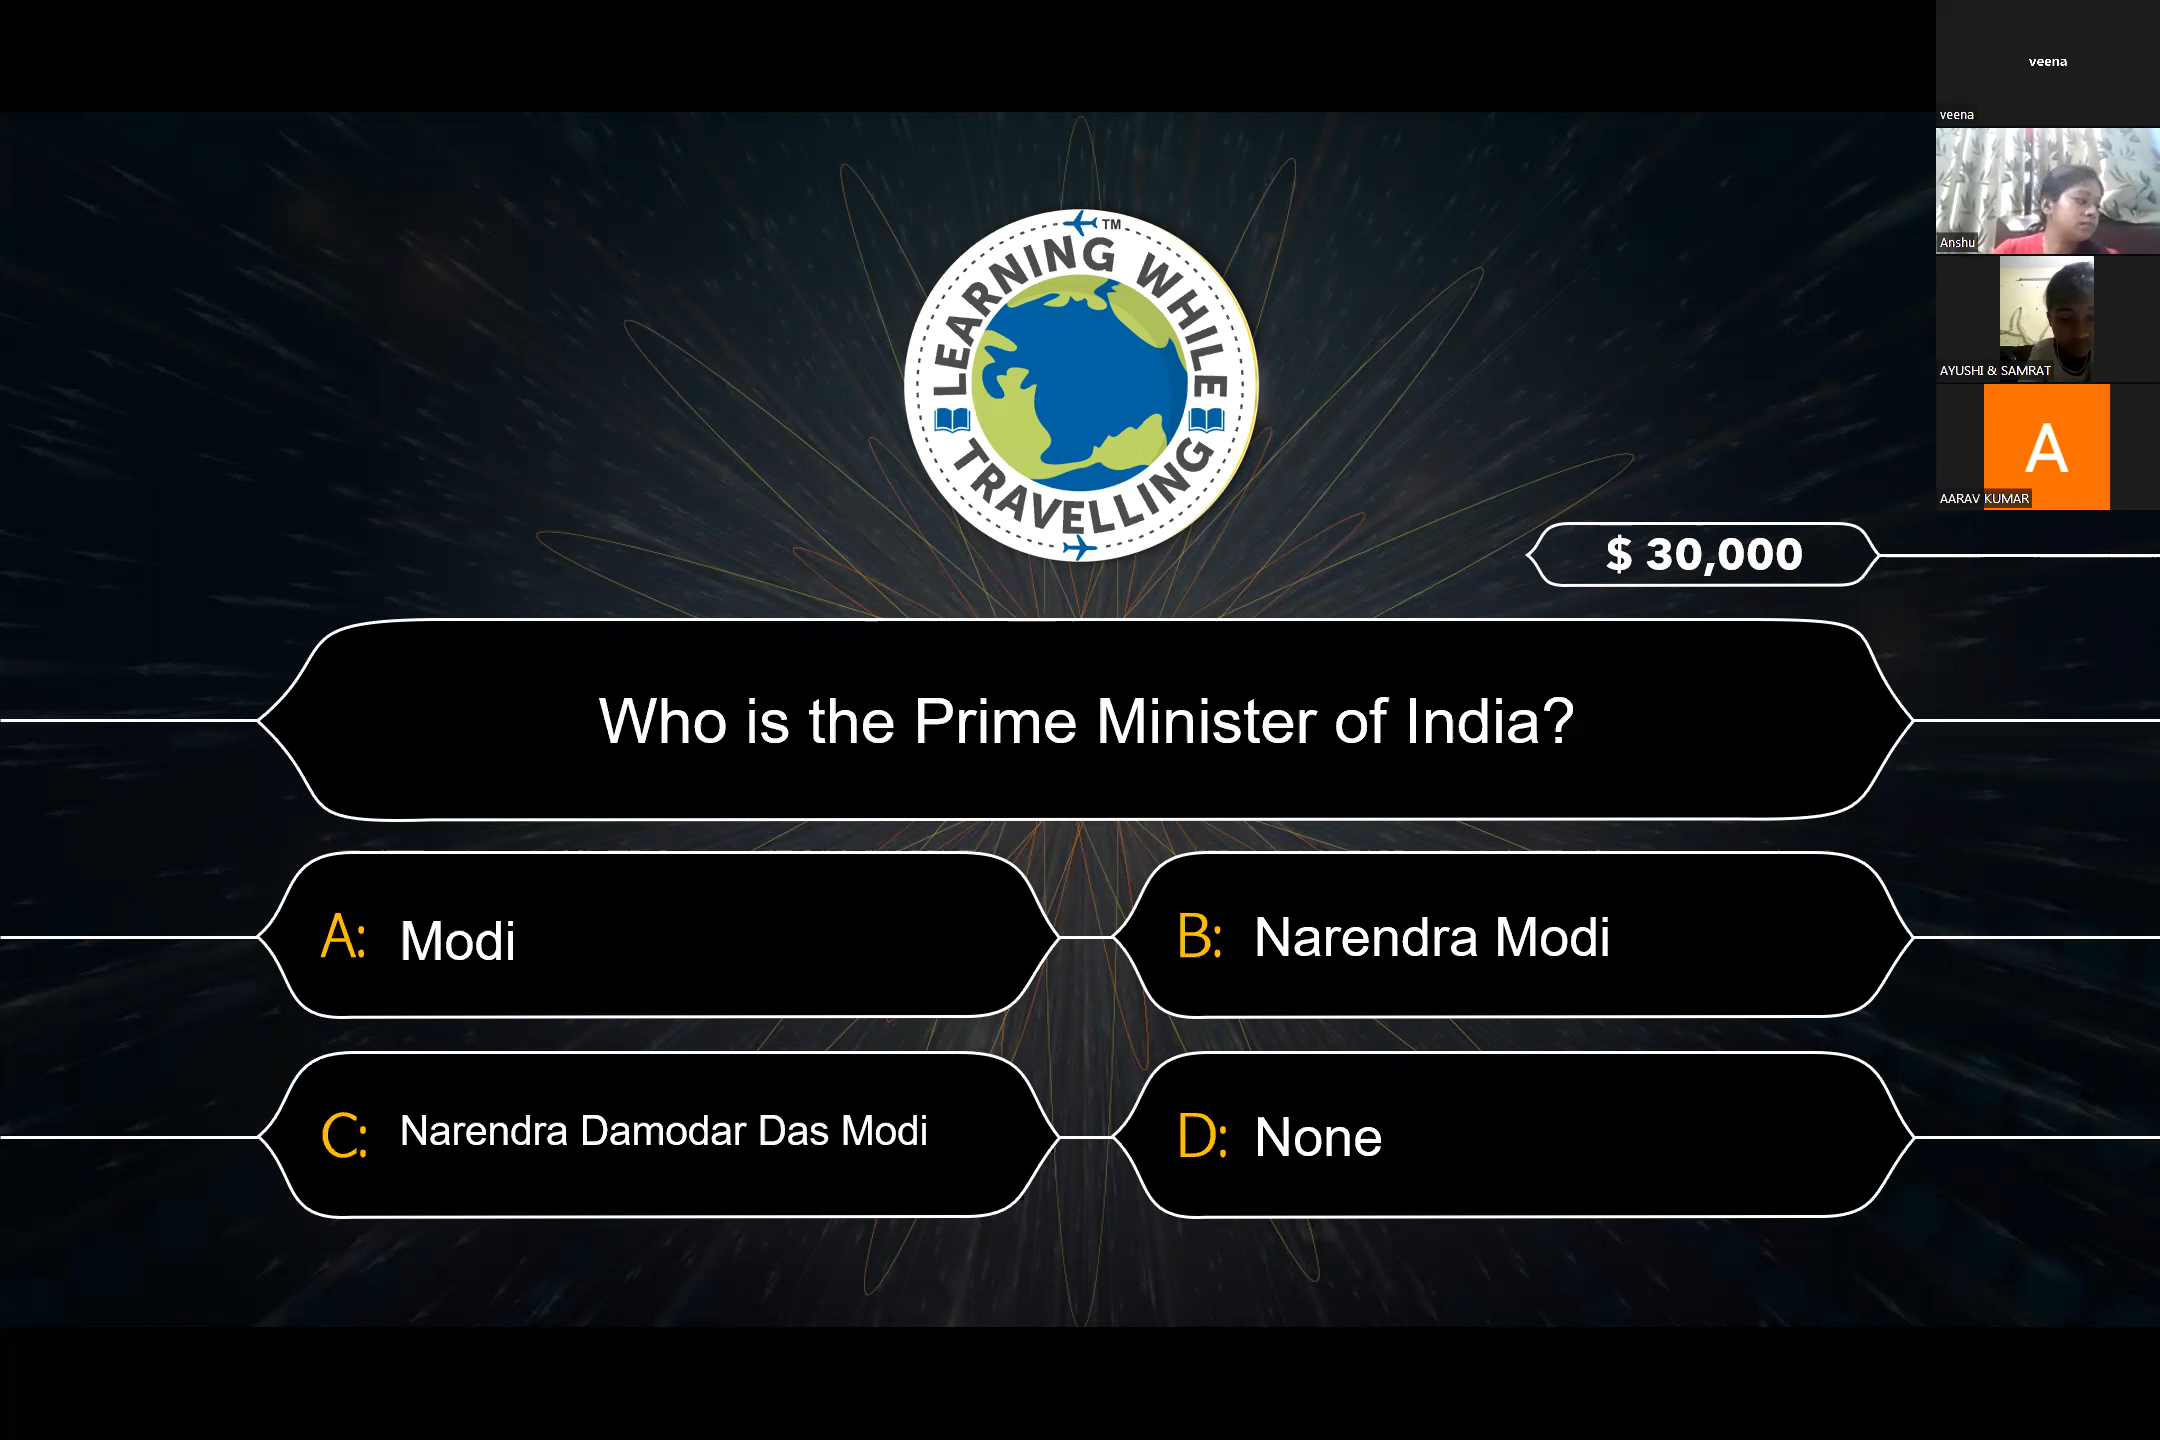 veena
veena
Anshu
AYUSHI & SAMRAT
A
AARAV KUMAR
TM
LEARNING WHILE
TRAVELLING
$ 30,000
Who is the Prime Minister of India?
A: Modi
B: Narendra Modi
C: Narendra Damodar Das Modi
D: None